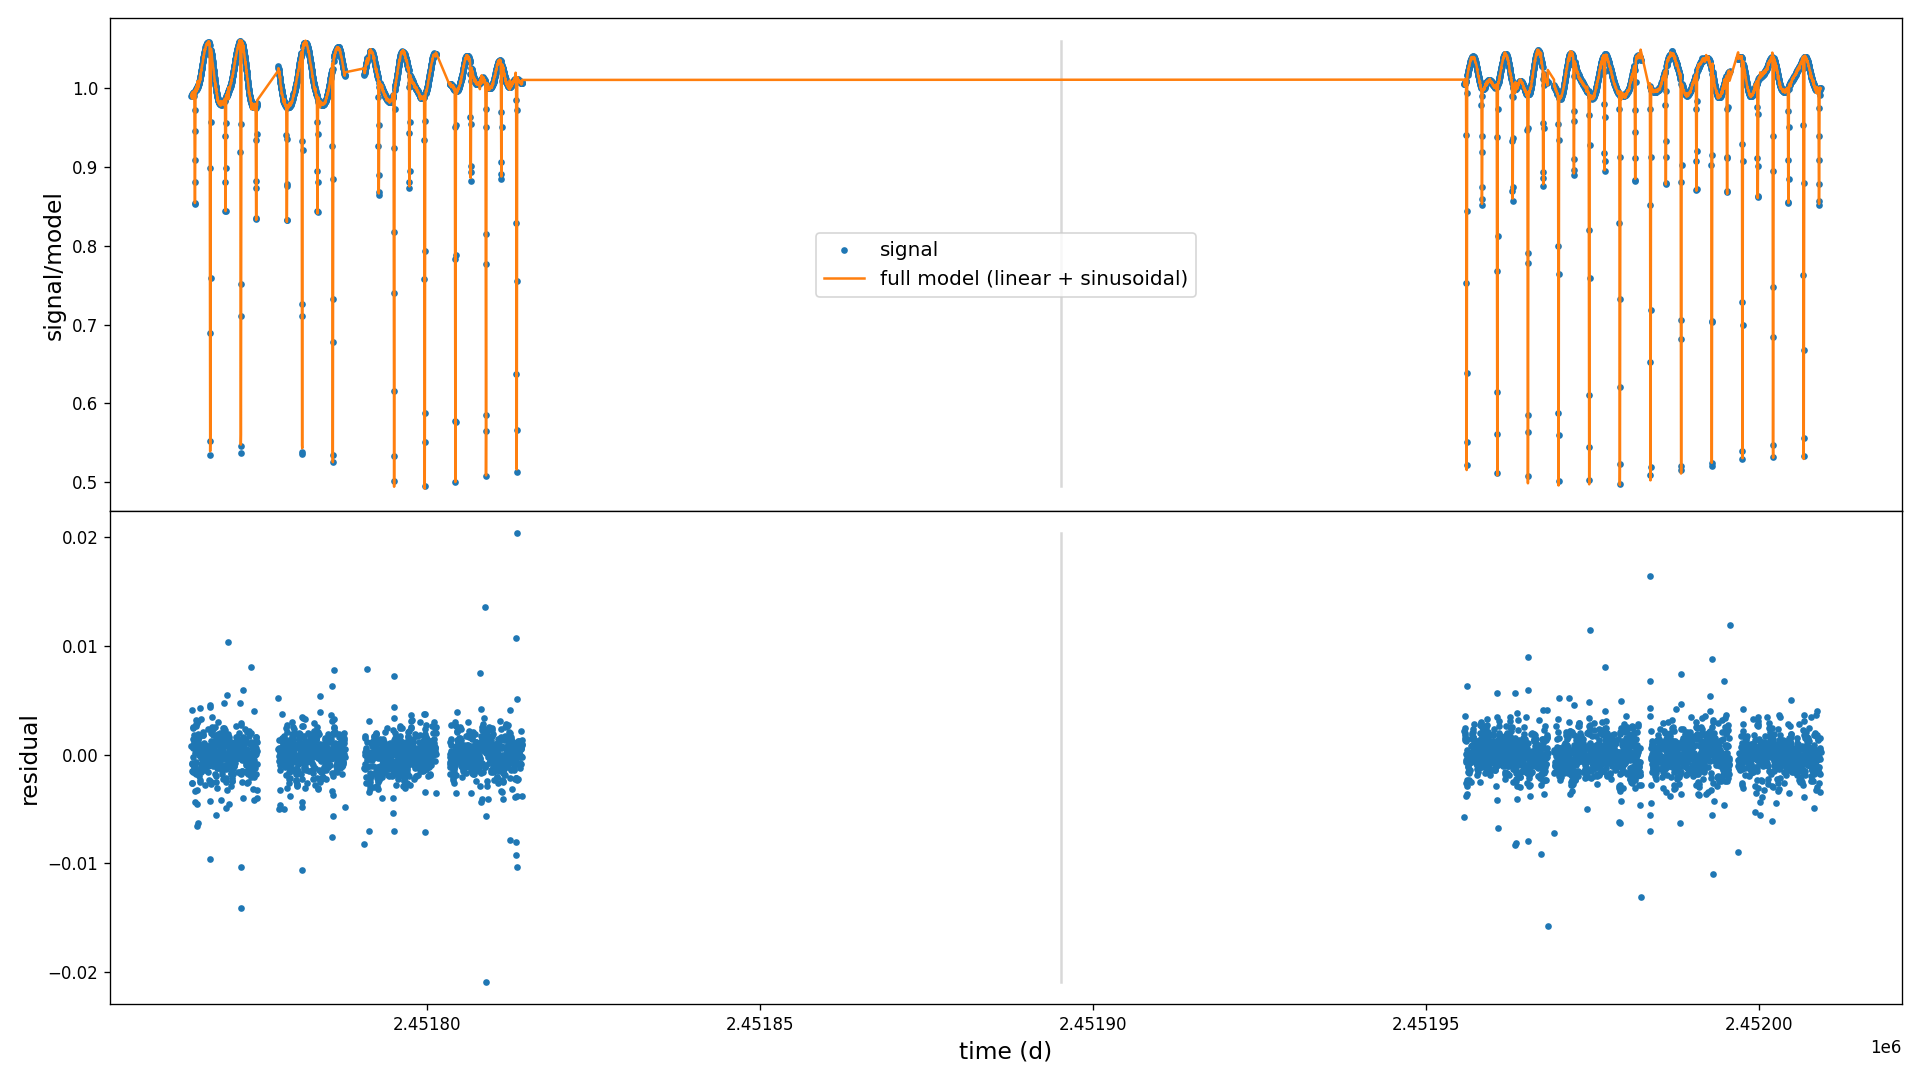 signal/model
1.0
0.9
0.8
0.7
0.6
0.5
signal
full model (linear + sinusoidal)
residual
0.02
0.01
0.00
−0.01
−0.02
2.45180 2.45185 2.45190 2.45195 2.45200
1e6
time (d)